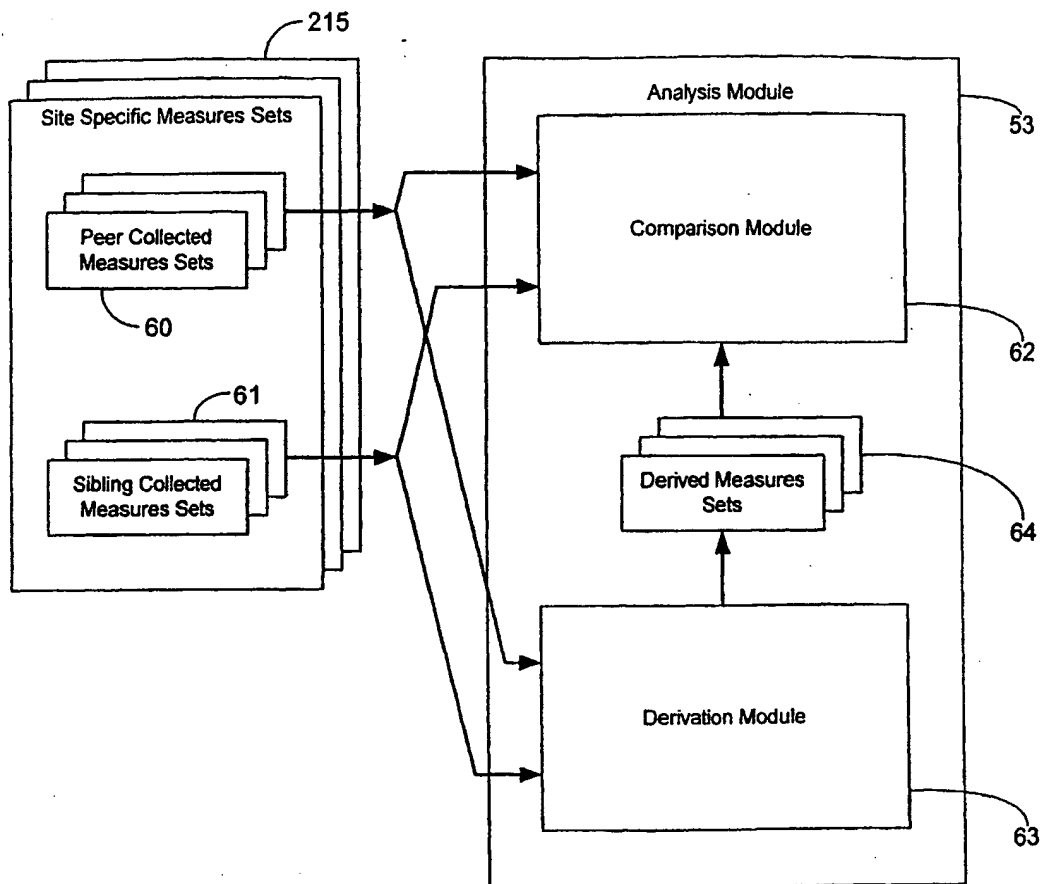 215
Site Specific Measures Sets
Peer Collected
Measures Sets
60
61
Sibling Collected
Measures Sets
Analysis Module
53
Comparison Module
62
Derived Measures
Sets
64
Derivation Module
63